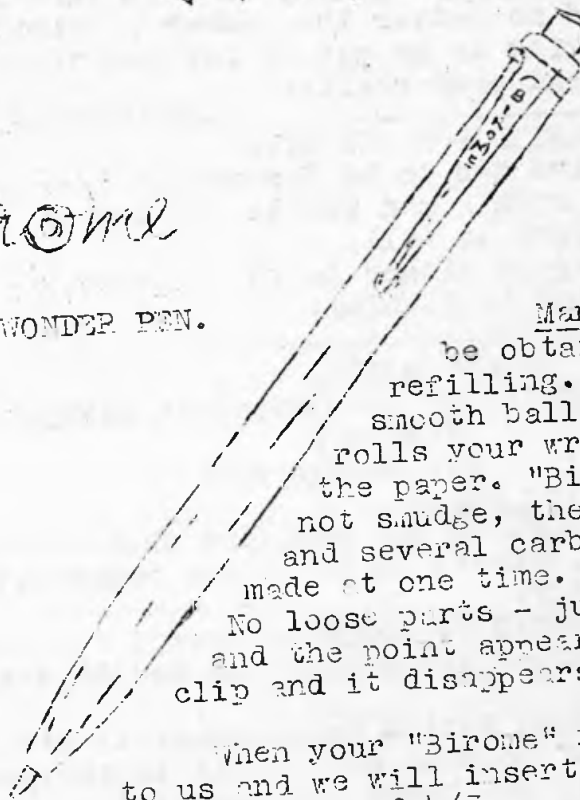 rome
WONDER PEN.
be obta
refilling.
smooth ball
rolls your wr
the paper. "Bi
not smudge, the
and several carb
made at one time.
No loose parts - ju
and the point appear
clip and it disappears
When your "Birome"
to us and we will insert